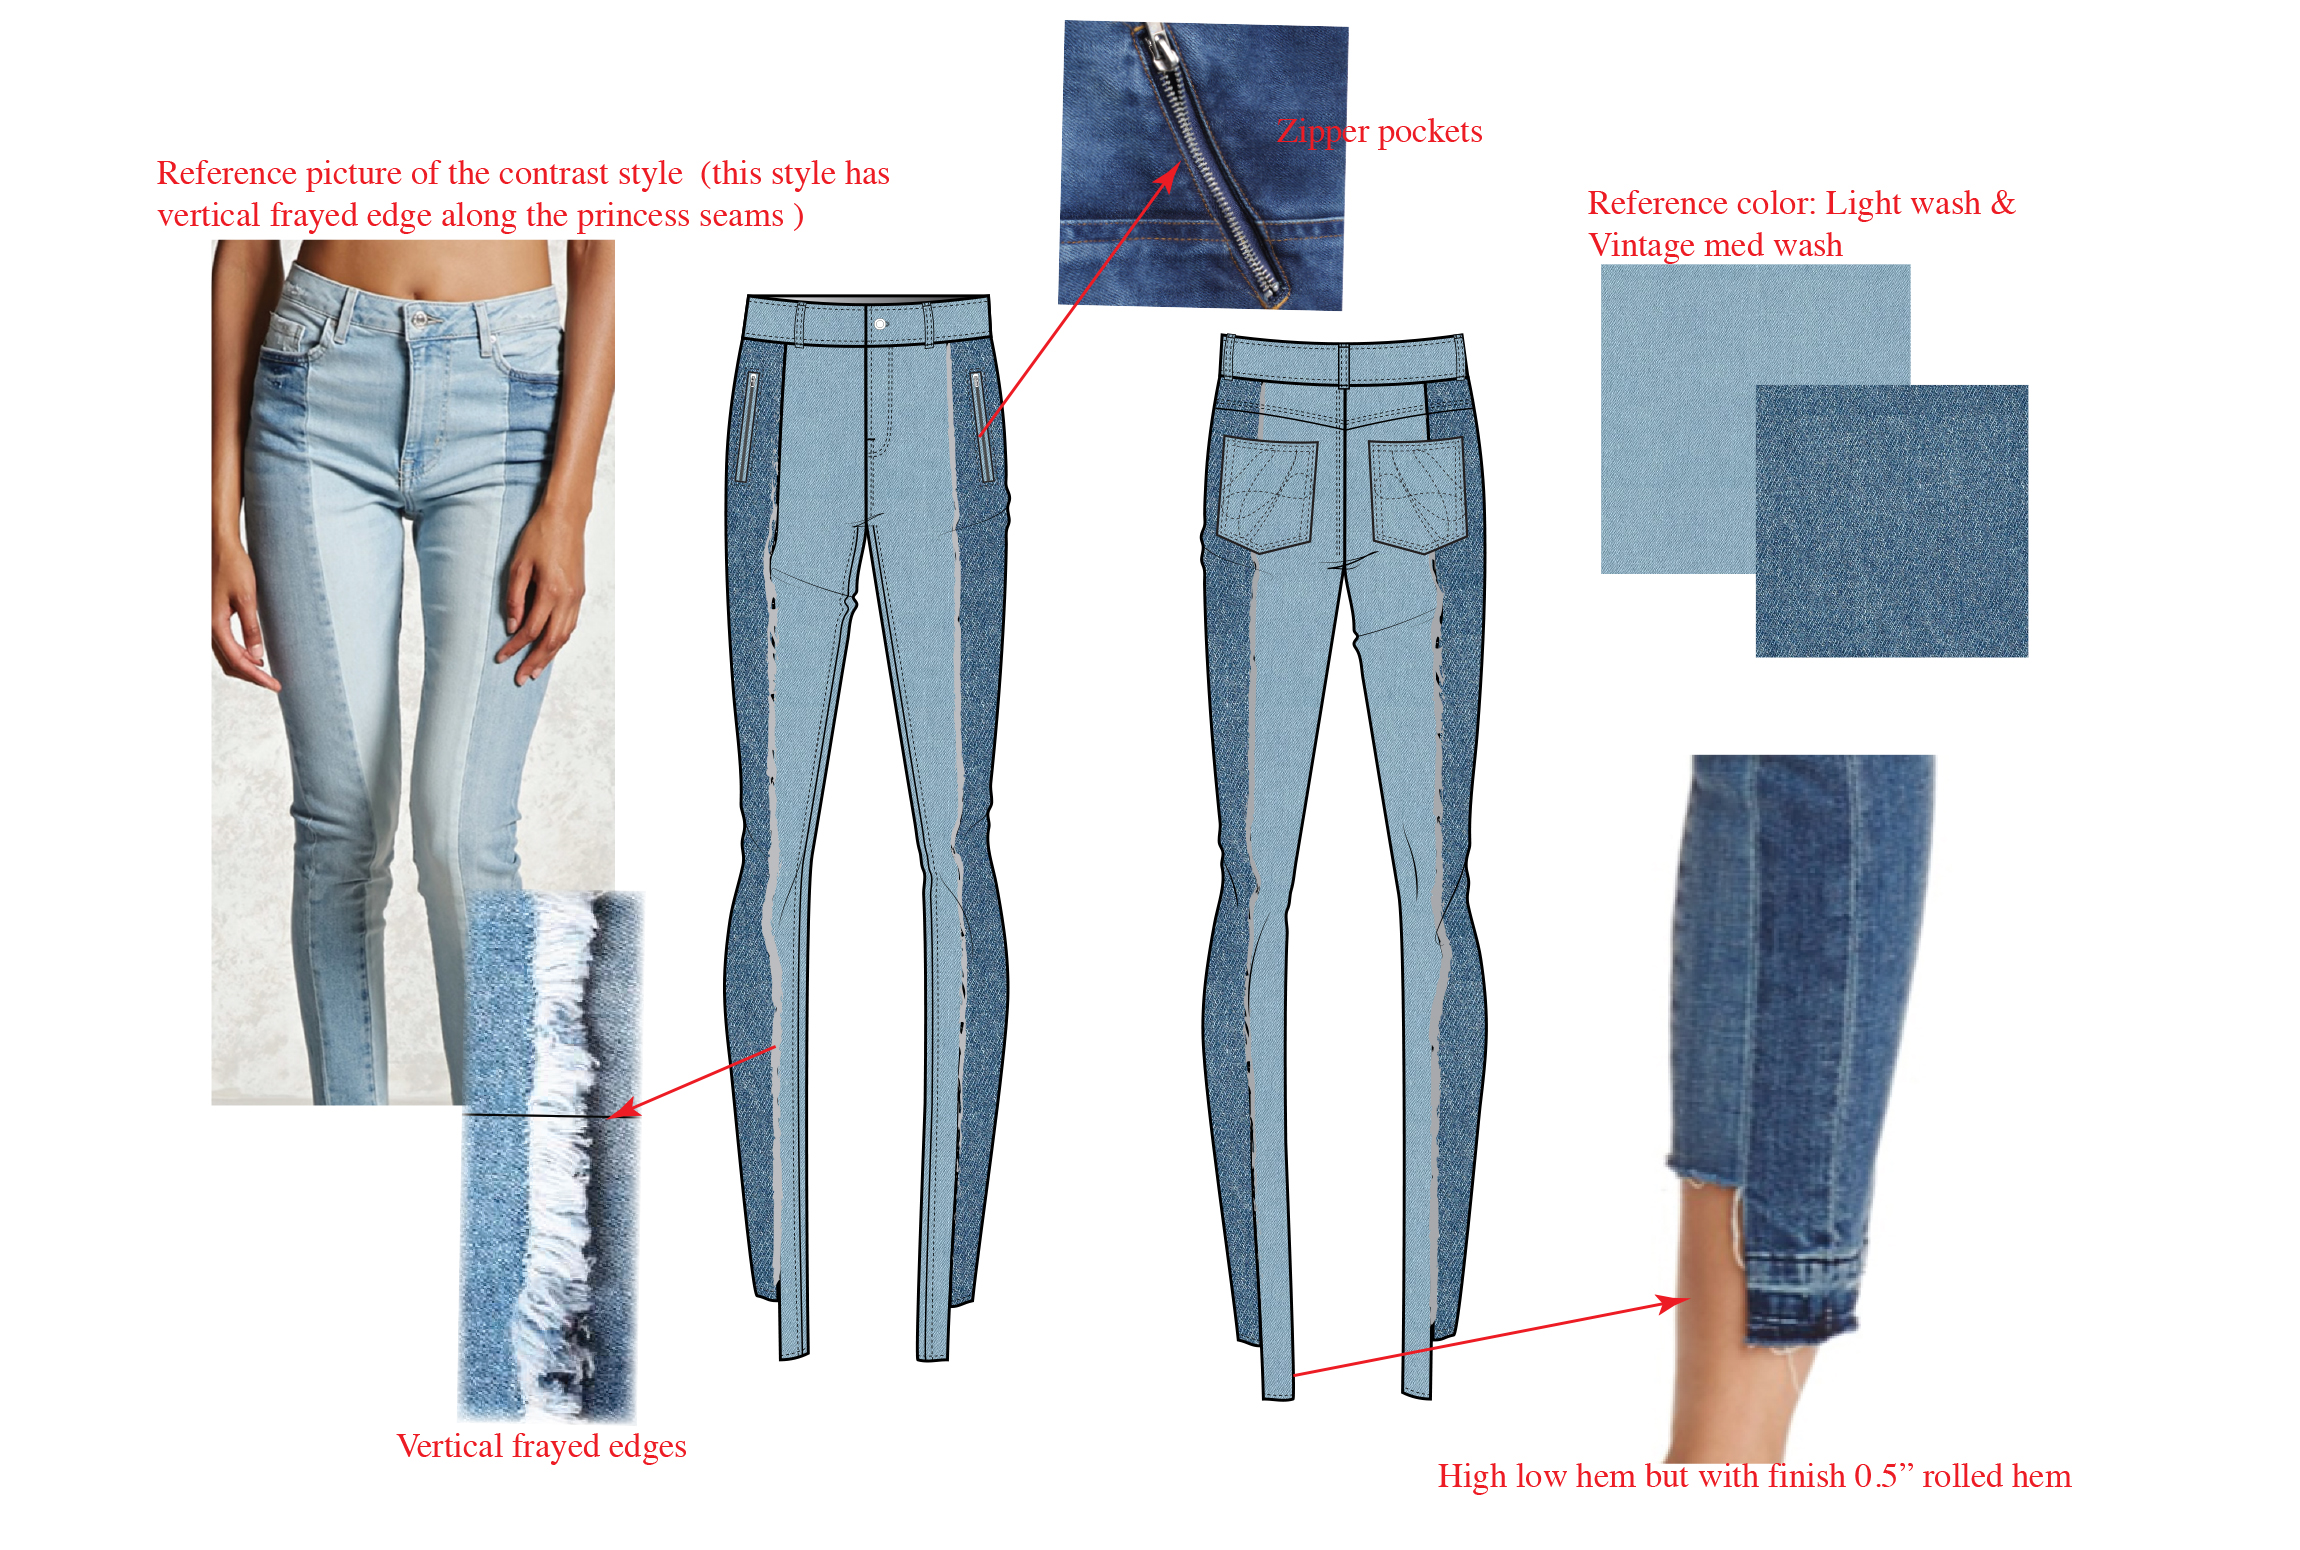 Zipper pockets
Reference picture of the contrast style  (this style has
vertical frayed edge along the princess seams )
Reference color: Light wash &
Vintage med wash
Vertical frayed edges
High low hem but with finish 0.5” rolled hem